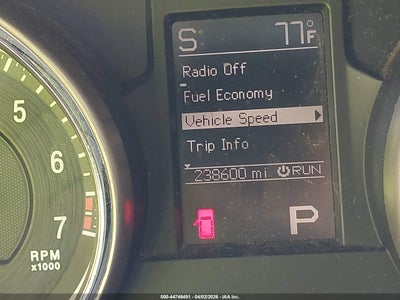 S 77°F
Radio Off
Fuel Economy
Vehicle Speed
Trip Info
238600 mi RUN
P
5
6
7
RPM
x1000
000-44746491 - 04/02/2026 - IAA Inc.